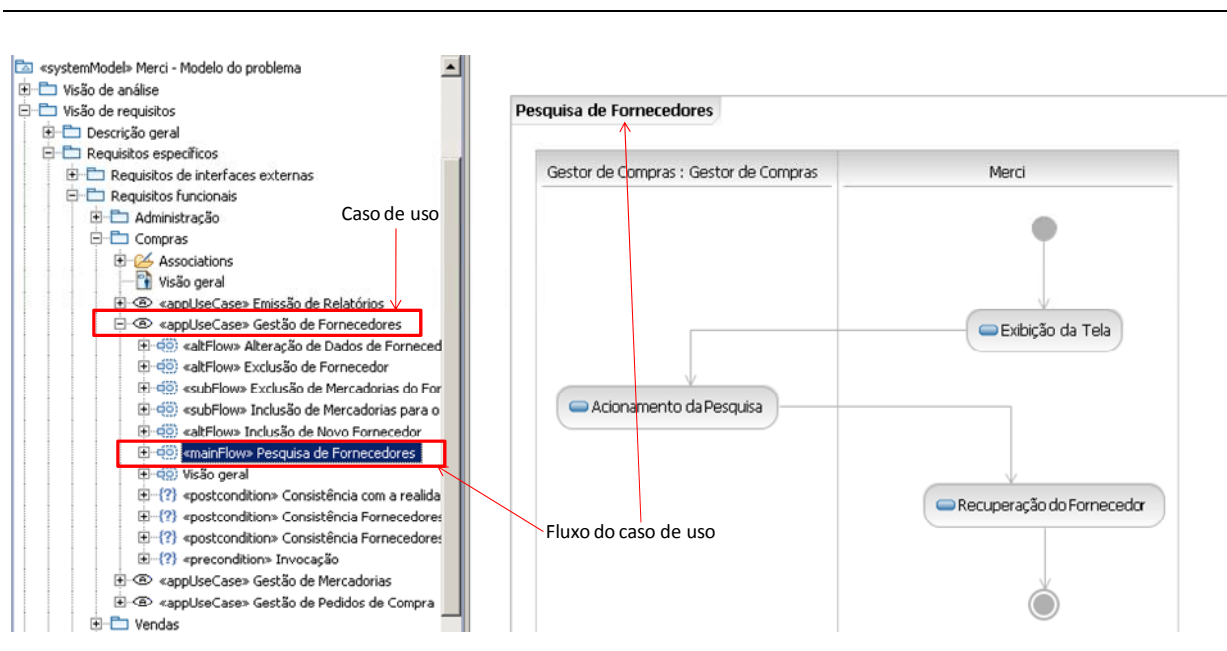 «systemModel» Merci - Modelo do problema
Visão de análise
Visão de requisitos
Descrição geral
Requisitos específicos
Requisitos de interfaces externas
Requisitos funcionais
Administração
Compras
Associations
Visão geral
«appUseCase» Emissão de Relatórios
«appUseCase» Gestão de Fornecedores
«altFlow» Alteração de Dados de Forneced
«altFlow» Exclusão de Fornecedor
«subFlow» Exclusão de Mercadorias do For
«subFlow» Inclusão de Mercadorias para o
«altFlow» Inclusão de Novo Fornecedor
«mainFlow» Pesquisa de Fornecedores
Visão geral
{?} «postcondition» Consistência com a realida
{?} «postcondition» Consistência Fornecedores
{?} «postcondition» Consistência Fornecedores
{?} «precondition» Invocação
«appUseCase» Gestão de Mercadorias
«appUseCase» Gestão de Pedidos de Compra
Vendas
Caso de uso
Fluxo do caso de uso
Pesquisa de Fornecedores
Gestor de Compras : Gestor de Compras
Merci
Exibição da Tela
Acionamento da Pesquisa
Recuperação do Fornecedor